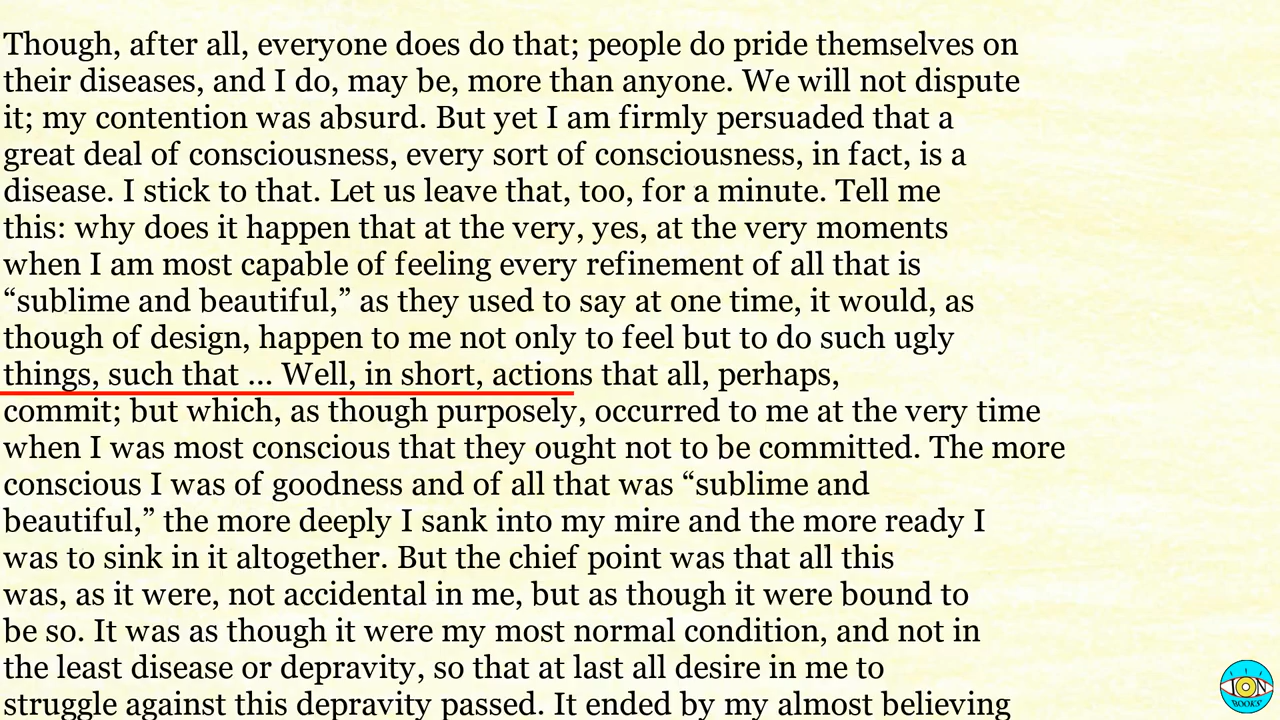 Though, after all, everyone does do that; people do pride themselves on
their diseases, and I do, may be, more than anyone. We will not dispute
it; my contention was absurd. But yet I am firmly persuaded that a
great deal of consciousness, every sort of consciousness, in fact, is a
disease. I stick to that. Let us leave that, too, for a minute. Tell me
this: why does it happen that at the very, yes, at the very moments
when I am most capable of feeling every refinement of all that is
“sublime and beautiful,” as they used to say at one time, it would, as
though of design, happen to me not only to feel but to do such ugly
things, such that ... Well, in short, actions that all, perhaps,
commit; but which, as though purposely, occurred to me at the very time
when I was most conscious that they ought not to be committed. The more
conscious I was of goodness and of all that was “sublime and
beautiful,” the more deeply I sank into my mire and the more ready I
was to sink in it altogether. But the chief point was that all this
was, as it were, not accidental in me, but as though it were bound to
be so. It was as though it were my most normal condition, and not in
the least disease or depravity, so that at last all desire in me to
struggle against this depravity passed. It ended by my almost believing
ION
BOOKS